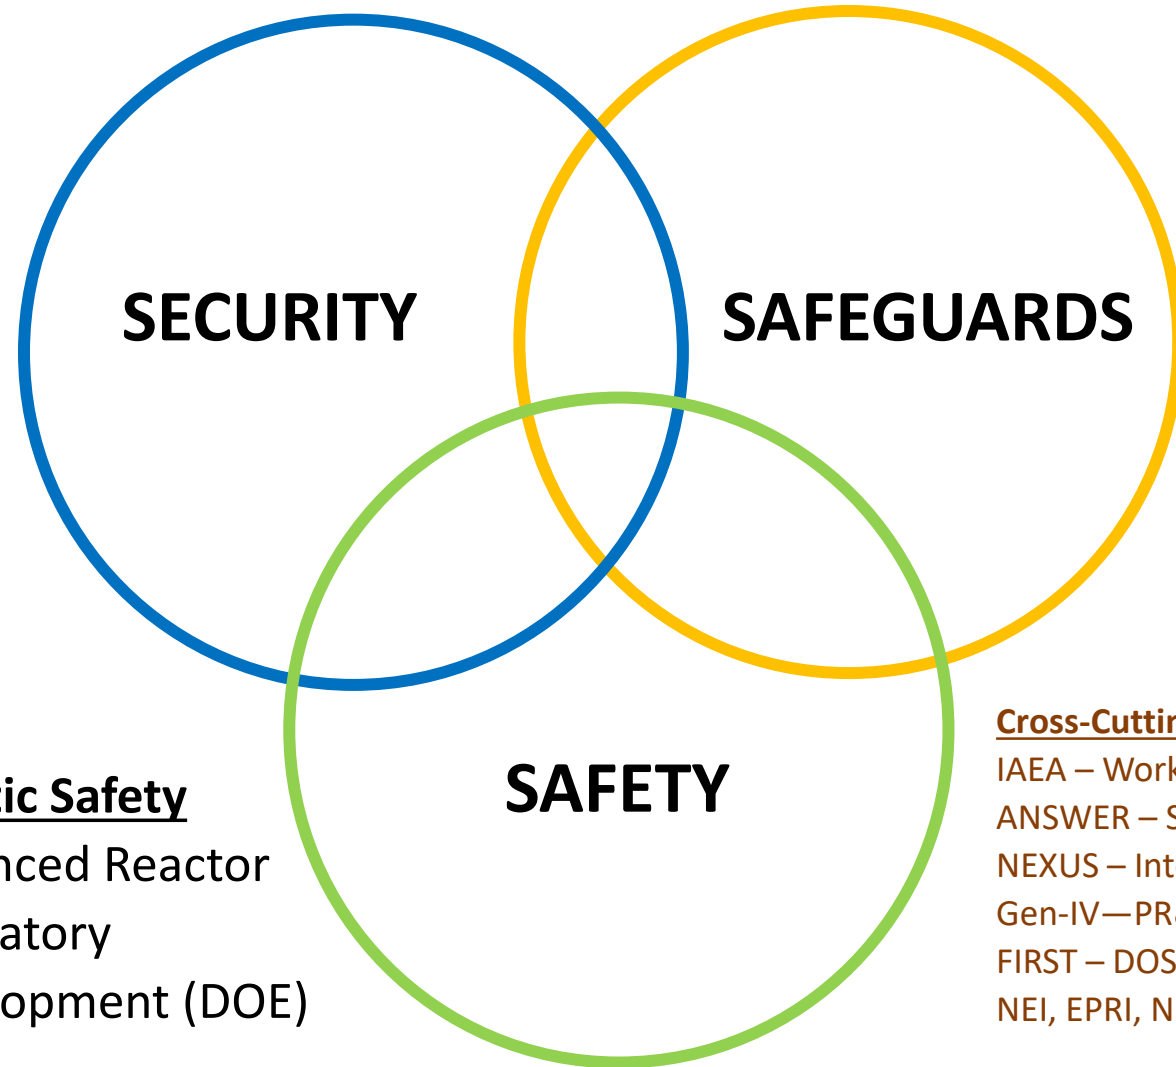 SECURITY
SAFEGUARDS
SAFETY
tic Safety
nced Reactor
atory
opment (DOE)
Cross-Cuttin
IAEA – Work
ANSWER – S
NEXUS – Int
Gen-IV—PR
FIRST – DOS
NEI, EPRI, N